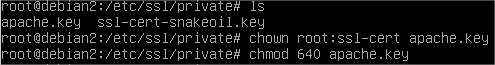 root@debian2:/etc/ssl/private# ls
apache.key  ssl-cert-snakeoil.key
root@debian2:/etc/ssl/private# chown root:ssl-cert apache.key
root@debian2:/etc/ssl/private# chmod 640 apache.key